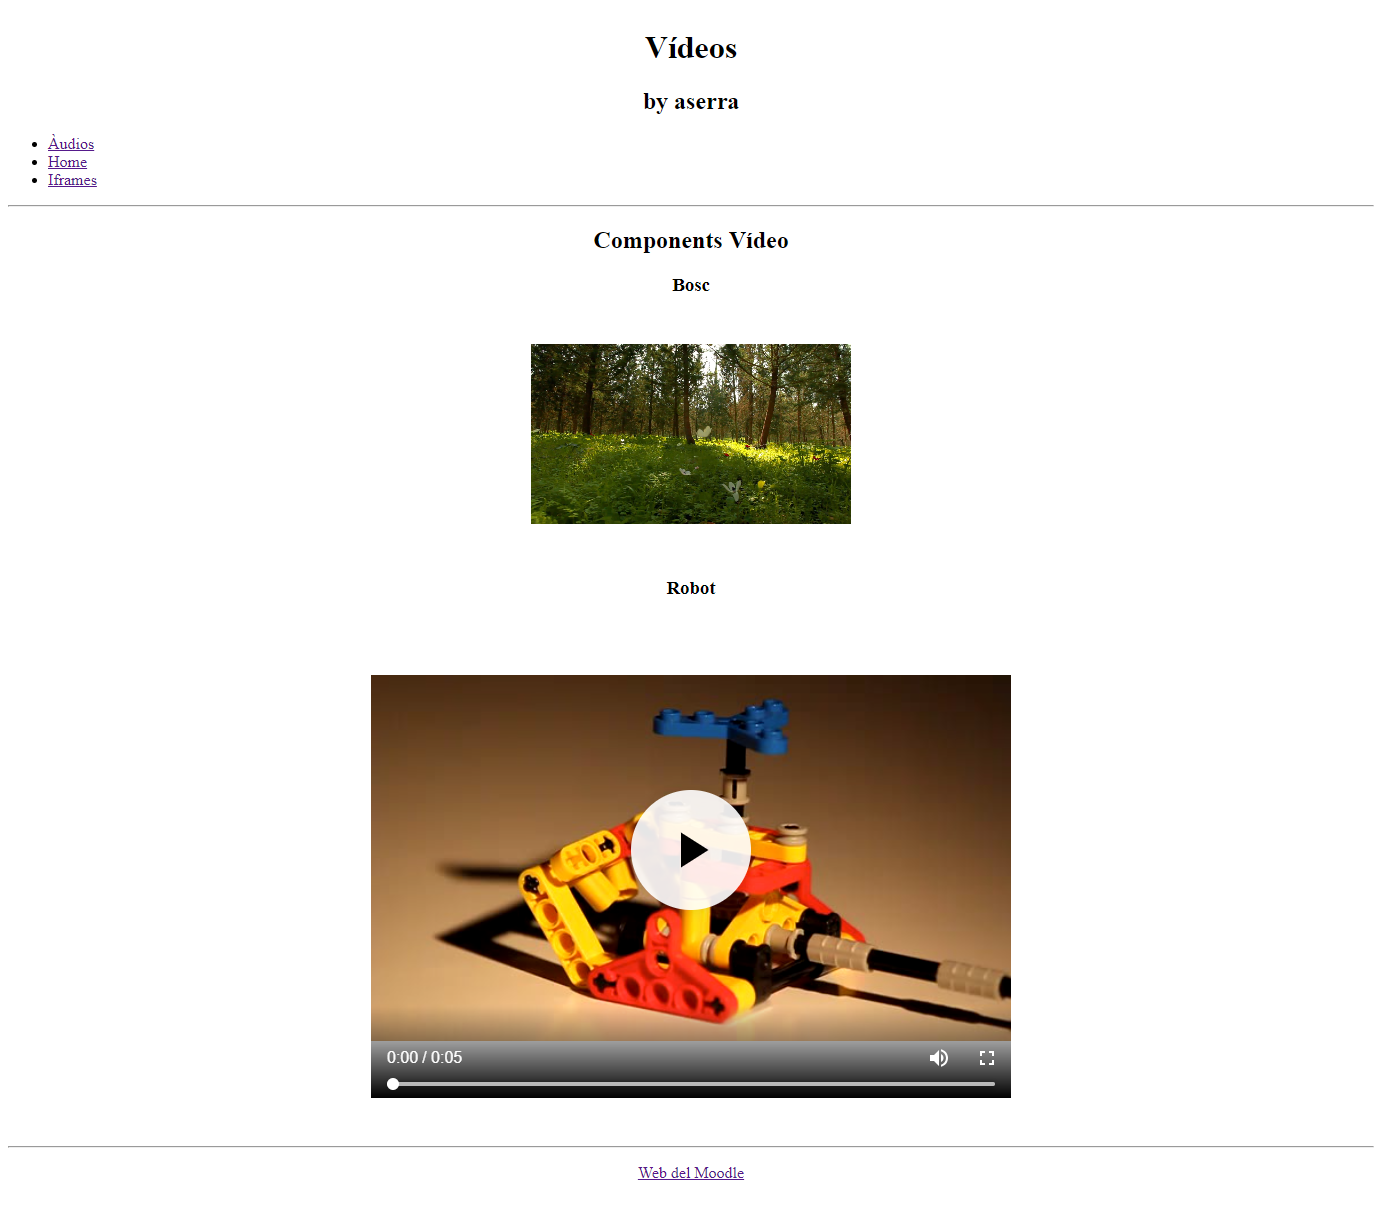 Vídeos
by aserra
Àudios
Home
Iframes
Components Vídeo
Bosc
Robot
0:00 / 0:05
Web del Moodle